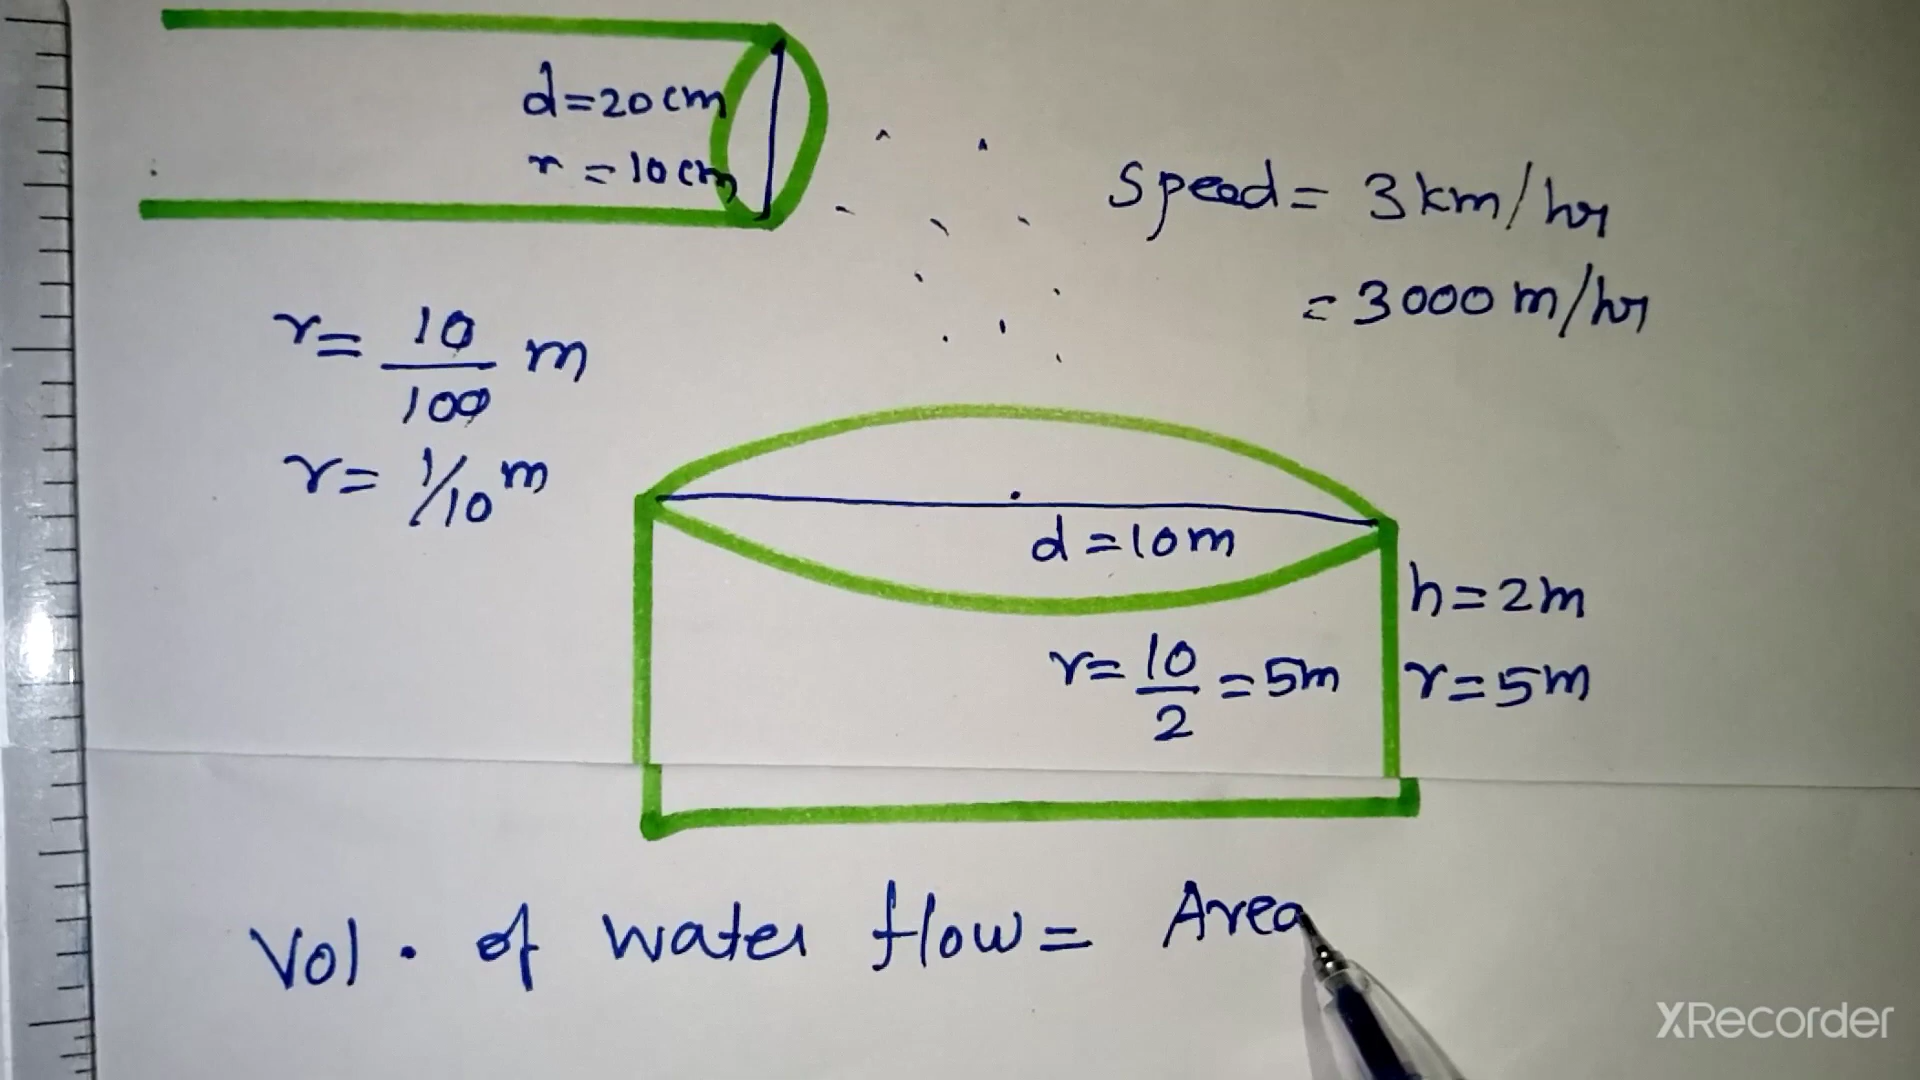 d=20cm
r=10cm
Speed= 3km/hr
= 3000m/hr
r= 10/100 m
r= 1/10 m
d=10m
h=2m
r= 10/2 =5m
r=5m
Vol. of water flow= Area
XRecorder